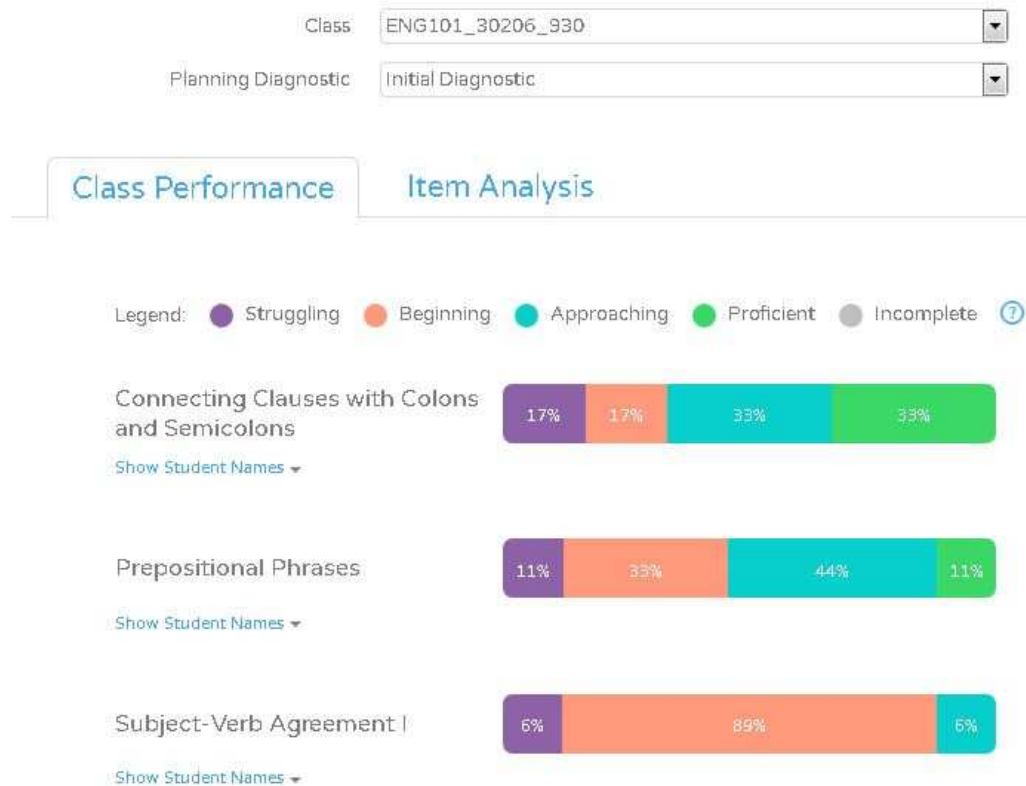 Class ENG101_30206_930
Planning Diagnostic Initial Diagnostic
Class Performance Item Analysis
Legend: Struggling Beginning Approaching Proficient Incomplete ?
Connecting Clauses with Colons
and Semicolons
17% 17% 33% 33%
Show Student Names
Prepositional Phrases
11% 33% 44% 11%
Show Student Names
Subject-Verb Agreement I
6% 89% 6%
Show Student Names